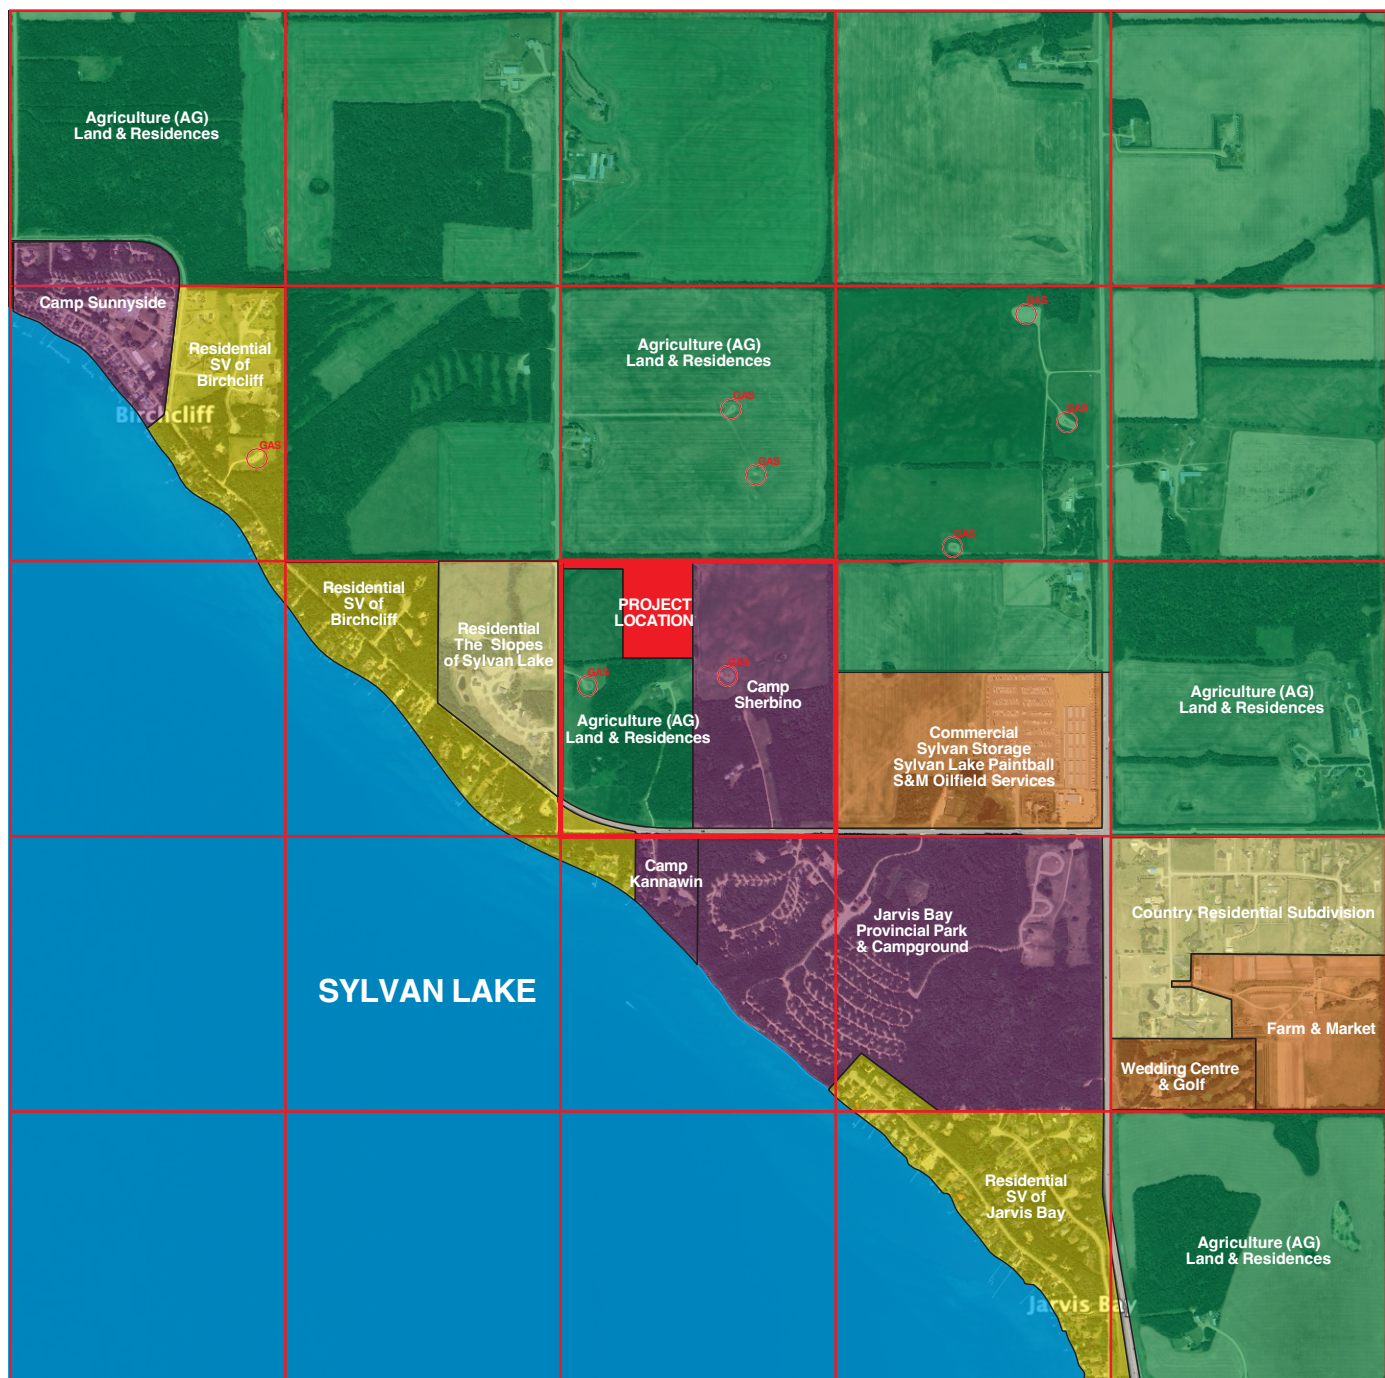 Agriculture (AG)
Land & Residences
Camp Sunnyside
Residential
SV of
Birchcliff
Birchcliff
GAS
Agriculture (AG)
Land & Residences
GAS
GAS
GAS
GAS
GAS
Residential
SV of
Birchcliff
Residential
The Slopes
of Sylvan Lake
PROJECT
LOCATION
GAS
GAS
Agriculture (AG)
Land & Residences
Camp
Sherbino
Commercial
Sylvan Storage
Sylvan Lake Paintball
S&M Oilfield Services
Agriculture (AG)
Land & Residences
Camp
Kannawin
Jarvis Bay
Provincial Park
& Campground
Country Residential Subdivision
SYLVAN LAKE
Farm & Market
Wedding Centre
& Golf
Residential
SV of
Jarvis Bay
Agriculture (AG)
Land & Residences
Jarvis Bay